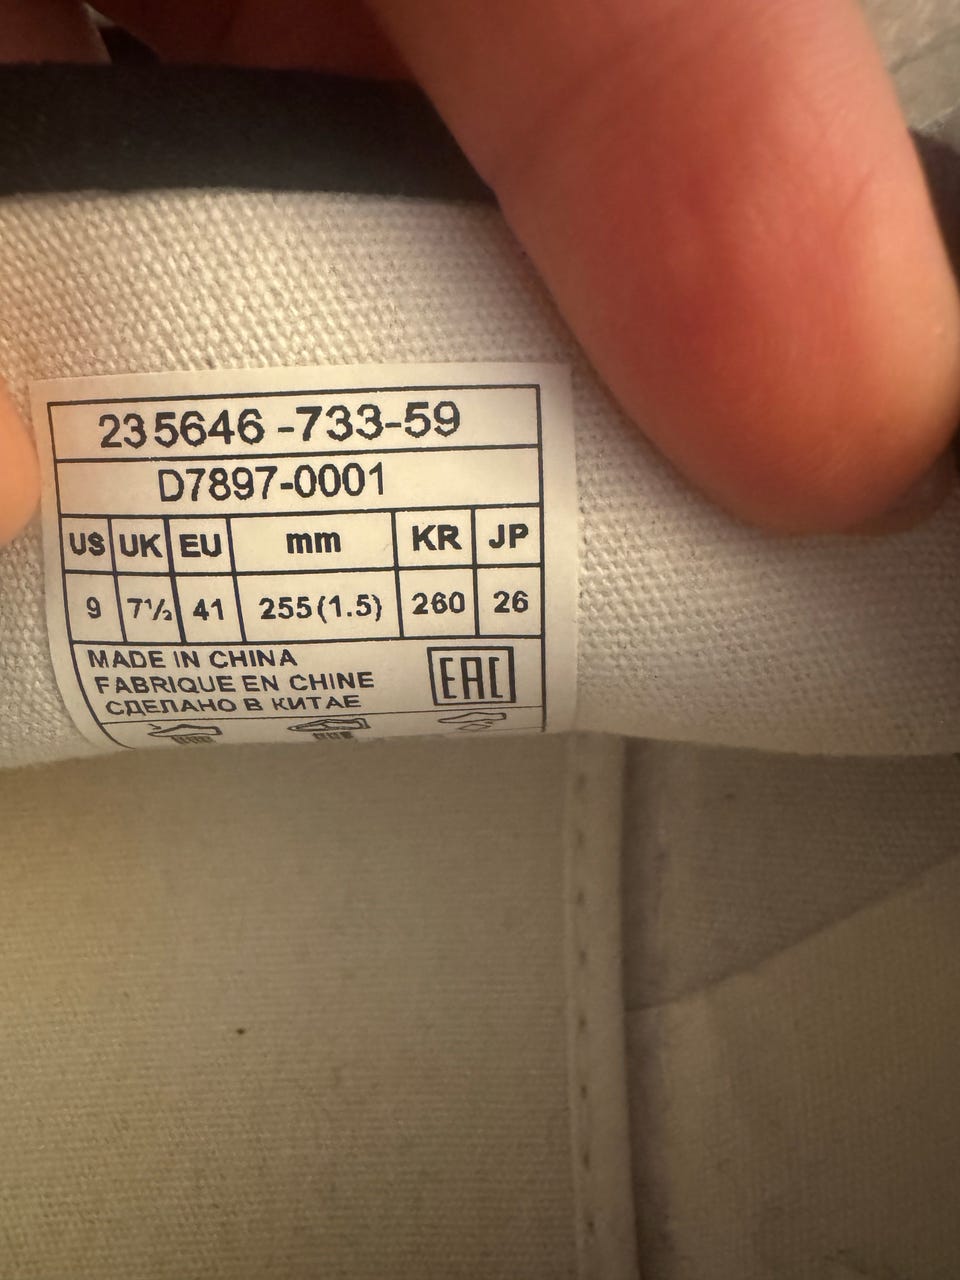 235646-733-59
D7897-0001
US UK EU mm KR JP
9 7½ 41 255(1.5) 260 26
MADE IN CHINA
FABRIQUE EN CHINE
СДЕЛАНО В КИТАЕ
EAC